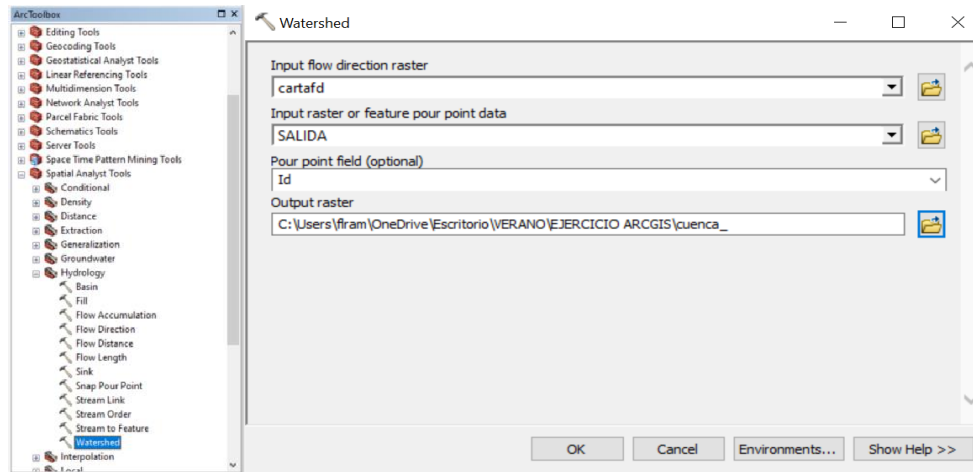 ArcToolbox
Editing Tools
Geocoding Tools
Geostatistical Analyst Tools
Linear Referencing Tools
Multidimension Tools
Network Analyst Tools
Parcel Fabric Tools
Schematics Tools
Server Tools
Space Time Pattern Mining Tools
Spatial Analyst Tools
Conditional
Density
Distance
Extraction
Generalization
Groundwater
Hydrology
Basin
Fill
Flow Accumulation
Flow Direction
Flow Distance
Flow Length
Sink
Snap Pour Point
Stream Link
Stream Order
Stream to Feature
Watershed
Interpolation
Local
Watershed
Input flow direction raster
cartafd
Input raster or feature pour point data
SALIDA
Pour point field (optional)
Id
Output raster
C:\Users\flram\OneDrive\Escritorio\VERANO\EJERCICIO ARCGIS\cuenca_
OK
Cancel
Environments...
Show Help >>